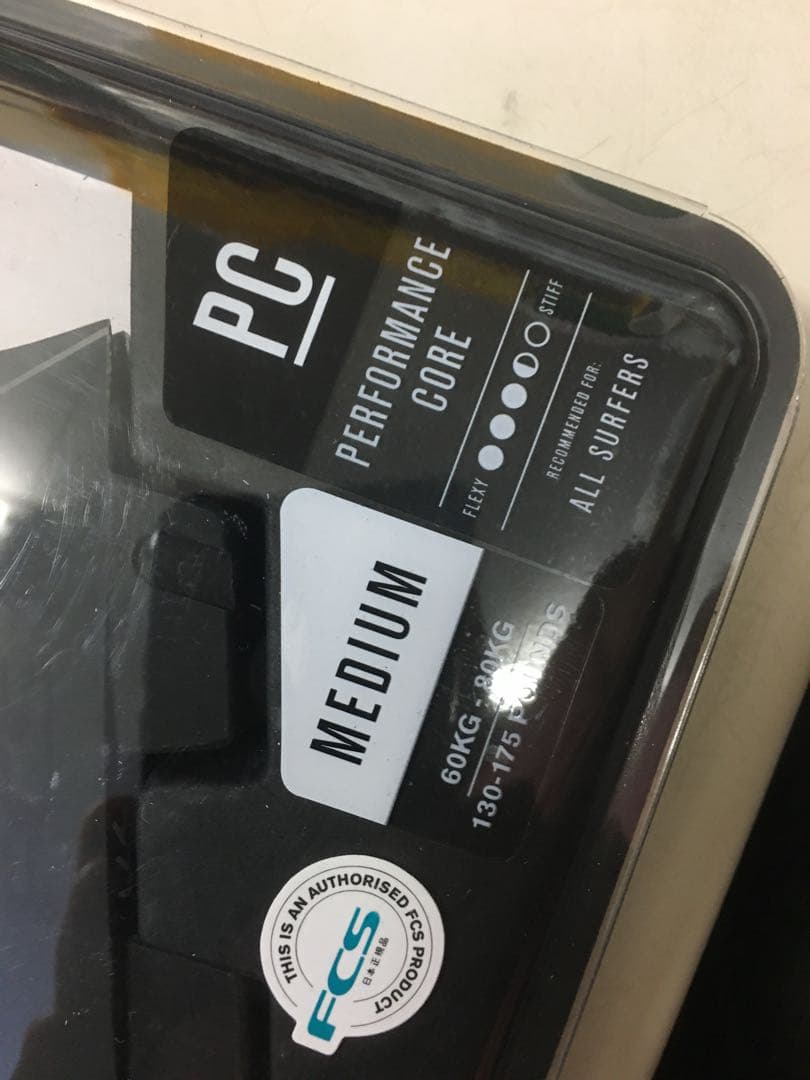 PC
PERFORMANCE
CORE
FLEXY
STIFF
RECOMMENDED FOR:
ALL SURFERS
MEDIUM
60KG - 80KG
130-175 POUNDS
THIS IS AN AUTHORISED FCS PRODUCT
FCS
日本正規品